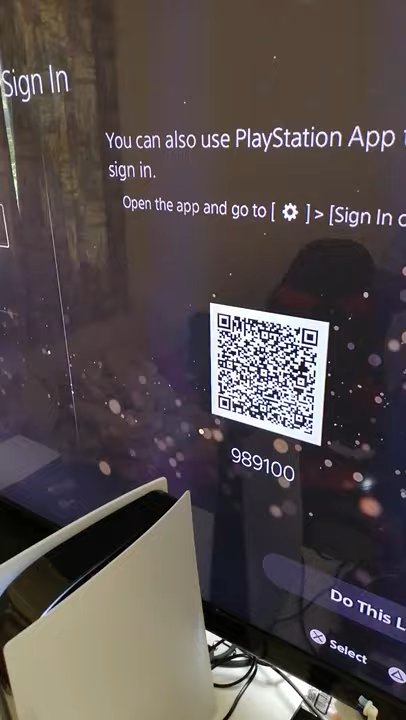 Sign In
You can also use PlayStation App
sign in.
Open the app and go to [ ⚙ ] > [Sign In
989100
Do This
Select